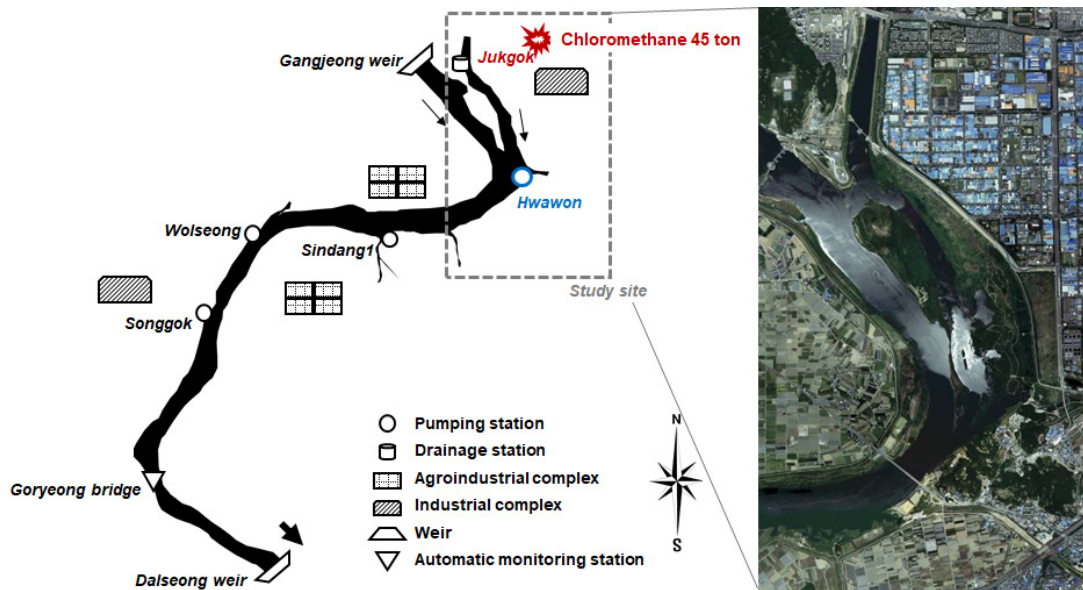 Chloromethane 45 ton
Gangjeong weir
Jukgok
Hwawon
Wolseong
Sindang1
Study site
Songgok
Goryeong bridge
Dalseong weir
Pumping station
Drainage station
Agroindustrial complex
Industrial complex
Weir
Automatic monitoring station
N
S